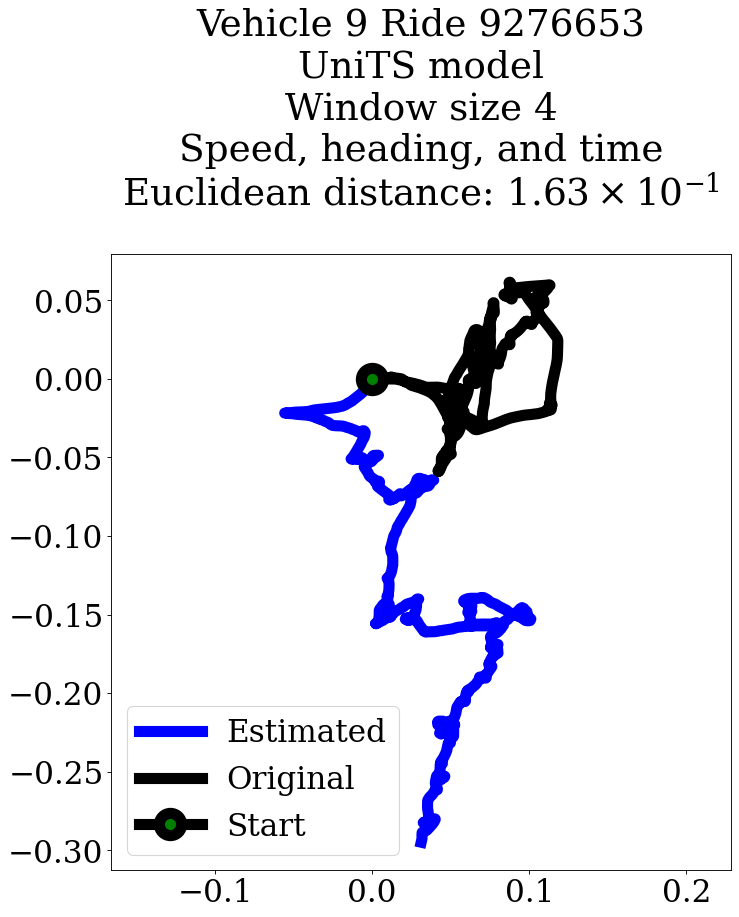 Vehicle 9 Ride 9276653
UniTS model
Window size 4
Speed, heading, and time
Euclidean distance: 1.63 × 10⁻¹
0.05
0.00
−0.05
−0.10
−0.15
−0.20
−0.25
−0.30
Estimated
Original
Start
−0.1
0.0
0.1
0.2